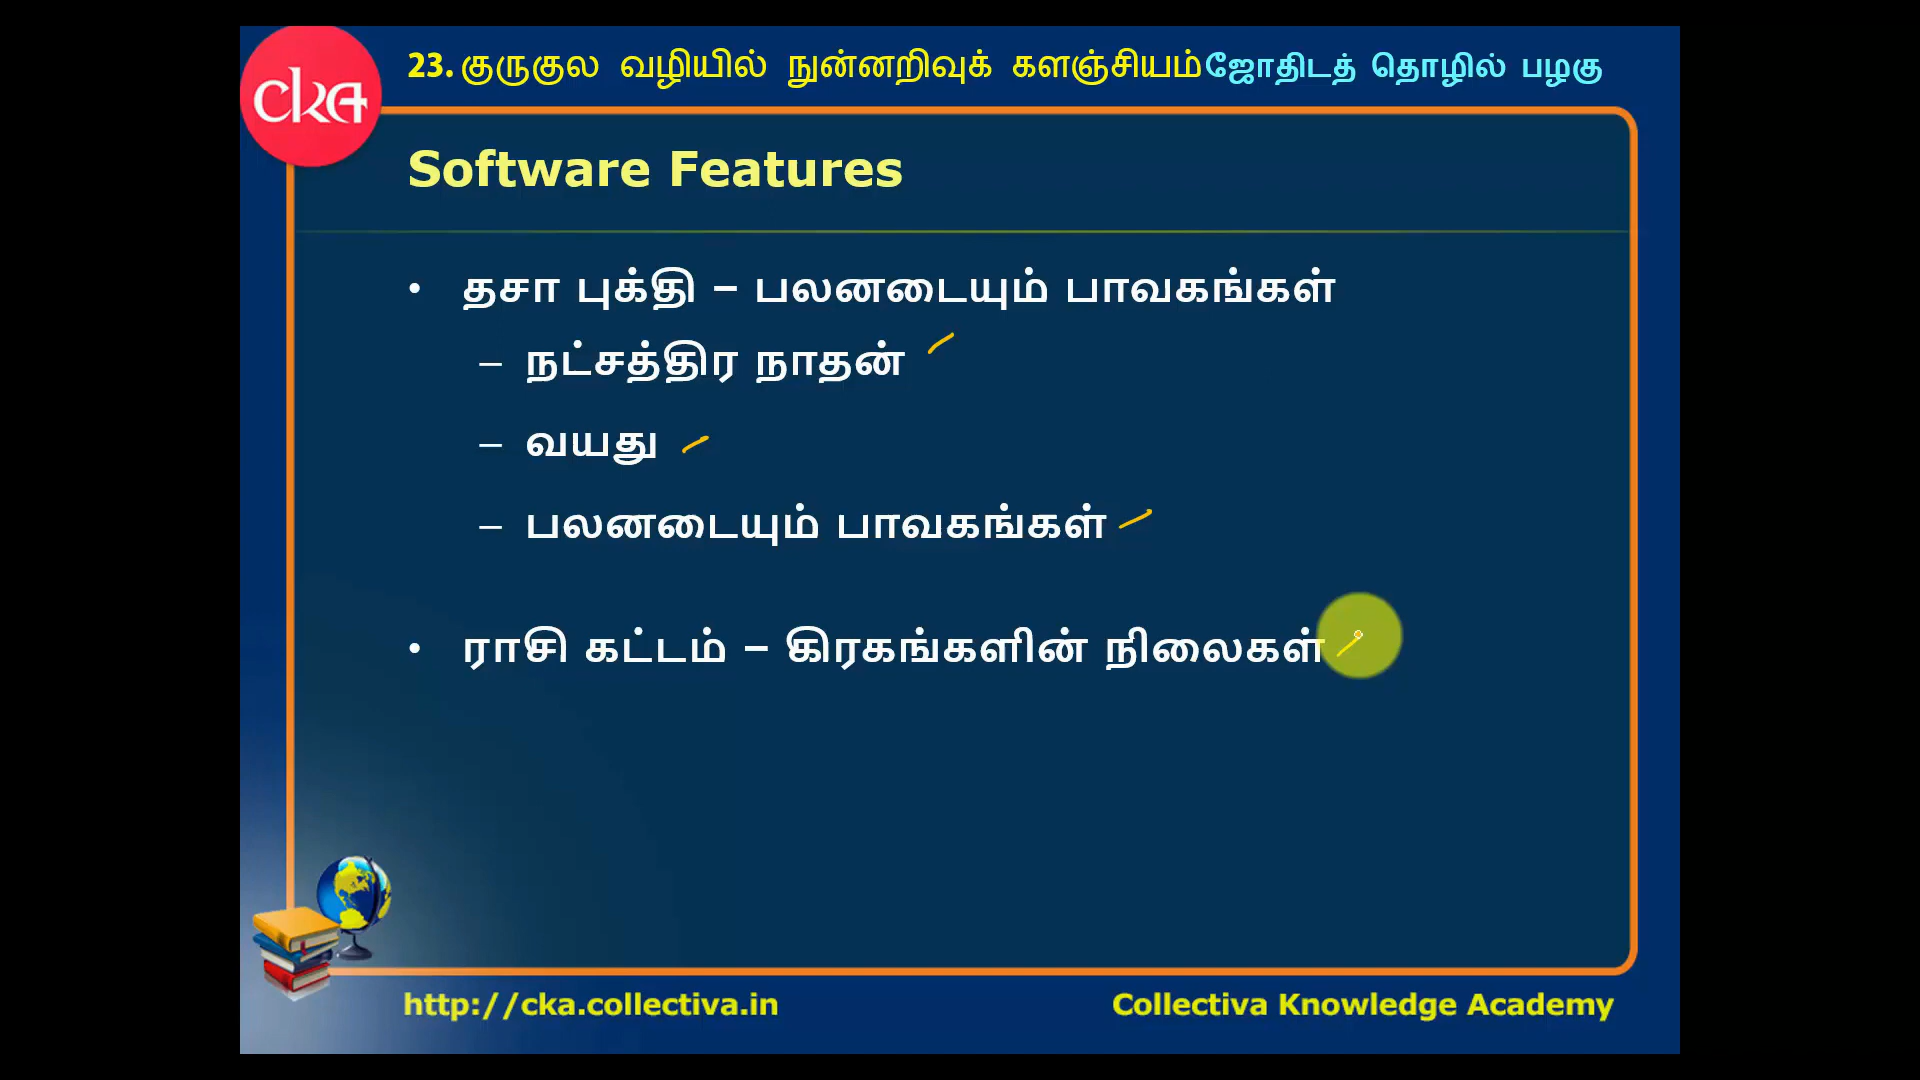 cka
23. குருகுல வழியில் நுன்னறிவுக் களஞ்சியம் ஜோதிடத் தொழில் பழகு
Software Features
• தசா புக்தி – பலனடையும் பாவகங்கள்
– நட்சத்திர நாதன்
– வயது
– பலனடையும் பாவகங்கள்
• ராசி கட்டம் – கிரகங்களின் நிலைகள்
http://cka.collectiva.in
Collectiva Knowledge Academy